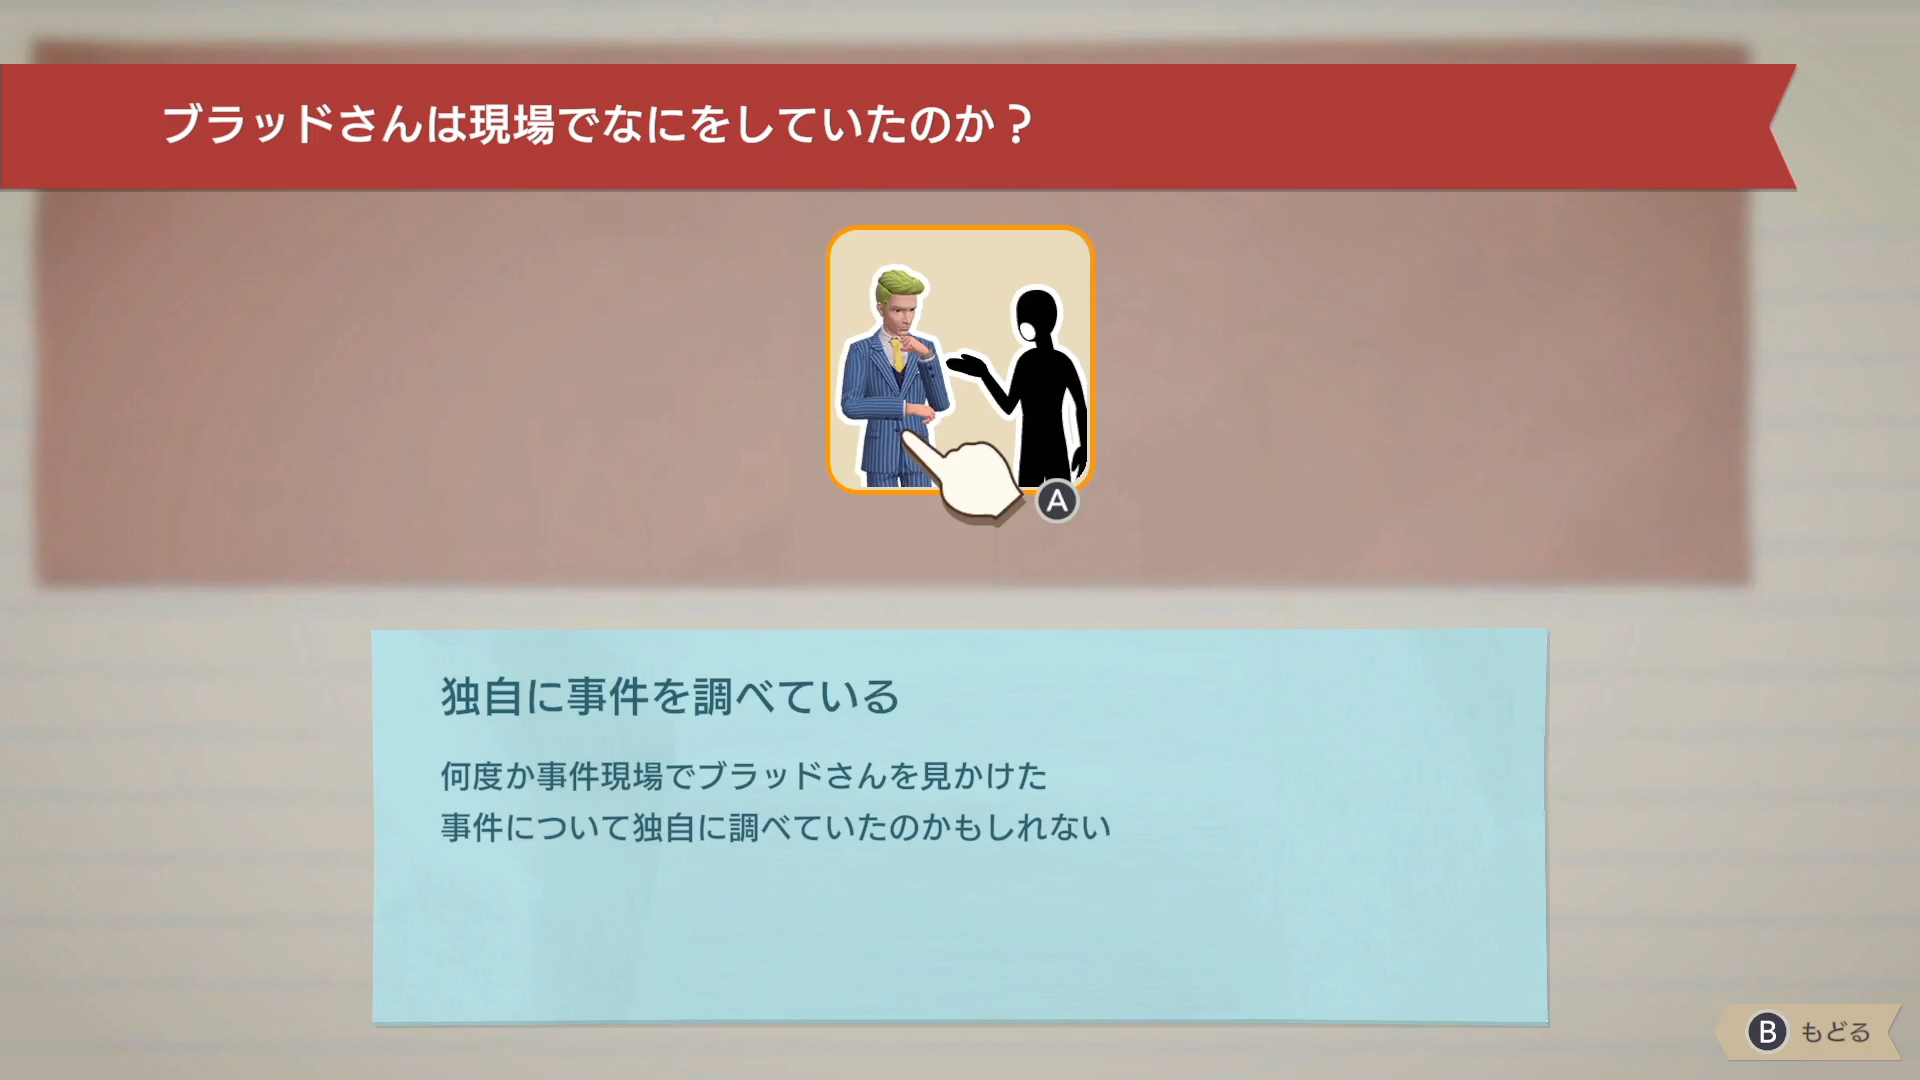 ブラッドさんは現場でなにをしていたのか？
A
独自に事件を調べている
何度か事件現場でブラッドさんを見かけた
事件について独自に調べていたのかもしれない
B もどる